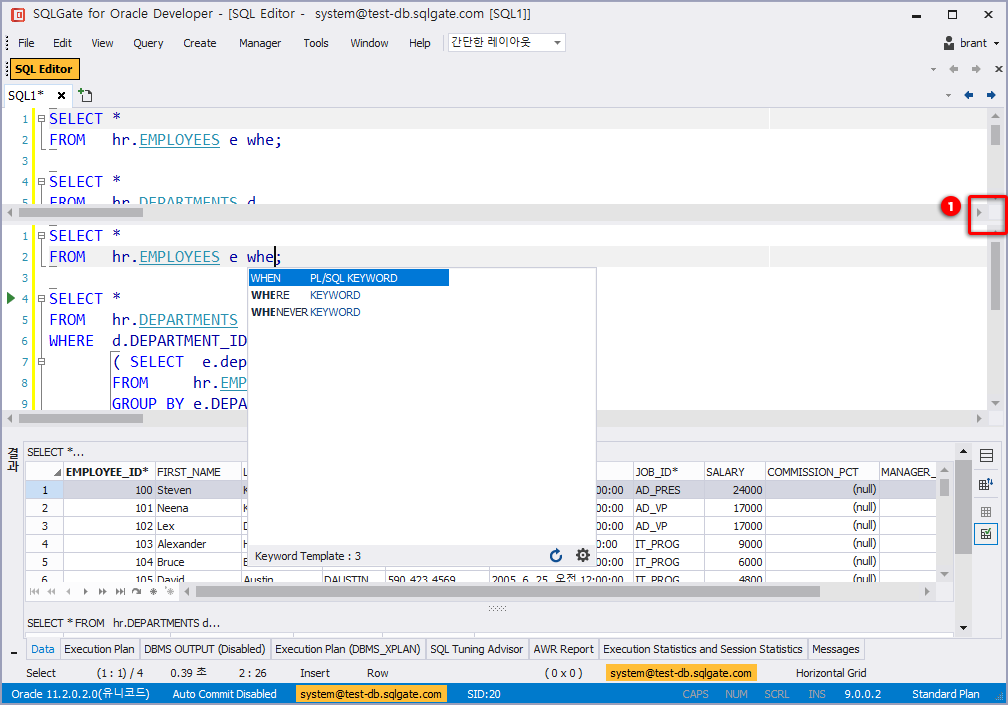 SQLGate for Oracle Developer - [SQL Editor - system@test-db.sqlgate.com [SQL1]]
File Edit View Query Create Manager Tools Window Help 간단한 레이아웃 brant
SQL Editor
SQL1*
1 SELECT *
2 FROM hr.EMPLOYEES e whe;
3
4 SELECT *
5 FROM hr.DEPARTMENTS d
1
1 SELECT *
2 FROM hr.EMPLOYEES e whe;
3
4 SELECT *
5 FROM hr.DEPARTMENTS
6 WHERE d.DEPARTMENT_ID
7 ( SELECT e.dep
8 FROM hr.EMP
9 GROUP BY e.DEPA
WHEN PL/SQL KEYWORD
WHERE KEYWORD
WHENEVER KEYWORD
Keyword Template : 3
결과
SELECT *...
EMPLOYEE_ID* FIRST_NAME L JOB_ID* SALARY COMMISSION_PCT MANAGER_
1 100 Steven K 00:00 AD_PRES 24000 (null)
2 101 Neena K 00:00 AD_VP 17000 (null)
3 102 Lex D 00:00 AD_VP 17000 (null)
4 103 Alexander H 0:00 IT_PROG 9000 (null)
5 104 Bruce E 00:00 IT_PROG 6000 (null)
6 105 David Austin DAUSTIN 590.423.4569 2005. 6. 25. 오전 12:00:00 IT_PROG 4800 (null)
SELECT * FROM hr.DEPARTMENTS d...
Data Execution Plan DBMS OUTPUT (Disabled) Execution Plan (DBMS_XPLAN) SQL Tuning Advisor AWR Report Execution Statistics and Session Statistics Messages
Select (1 : 1) / 4 0.39 초 2 : 26 Insert Row ( 0 x 0 ) system@test-db.sqlgate.com Horizontal Grid
Oracle 11.2.0.2.0(유니코드) Auto Commit Disabled system@test-db.sqlgate.com SID:20 CAPS NUM SCRL INS 9.0.0.2 Standard Plan